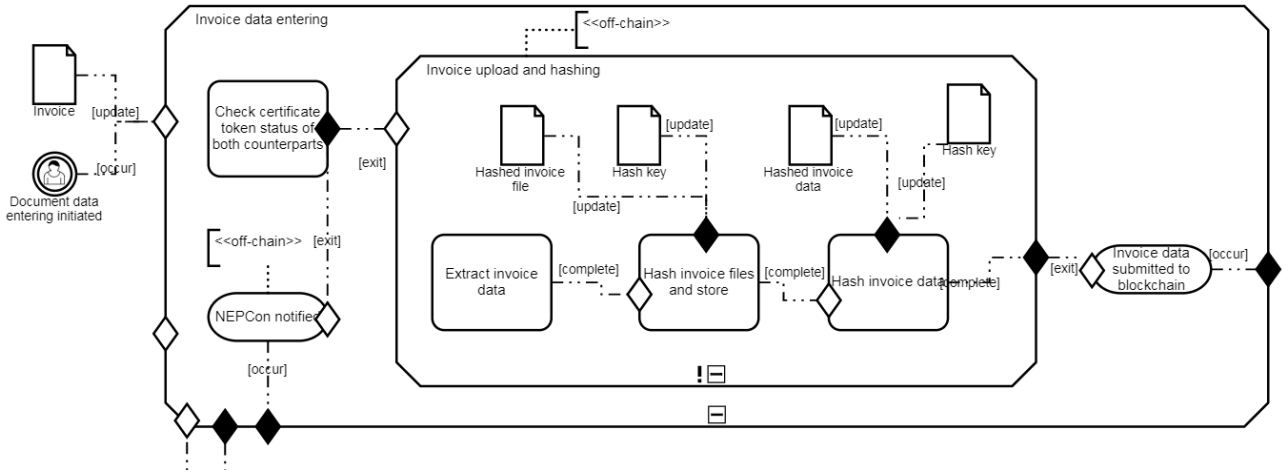 Invoice data entering
<<off-chain>>
Invoice upload and hashing
Invoice
[update]
[occur]
Document data
entering initiated
Check certificate
token status of
both counterparts
[exit]
[exit]
<<off-chain>>
NEPCon notified
[occur]
Hashed invoice
file
[update]
Hash key
[update]
Hashed invoice
data
[update]
Hash key
[update]
Extract invoice
data
[complete]
Hash invoice files
and store
[complete]
Hash invoice data
[complete]
[exit]
Invoice data
submitted to
blockchain
[occur]
!